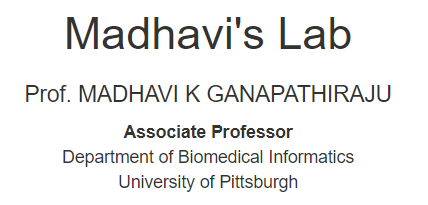 Madhavi's Lab
Prof. MADHAVI K GANAPATHIRAJU
Associate Professor
Department of Biomedical Informatics
University of Pittsburgh